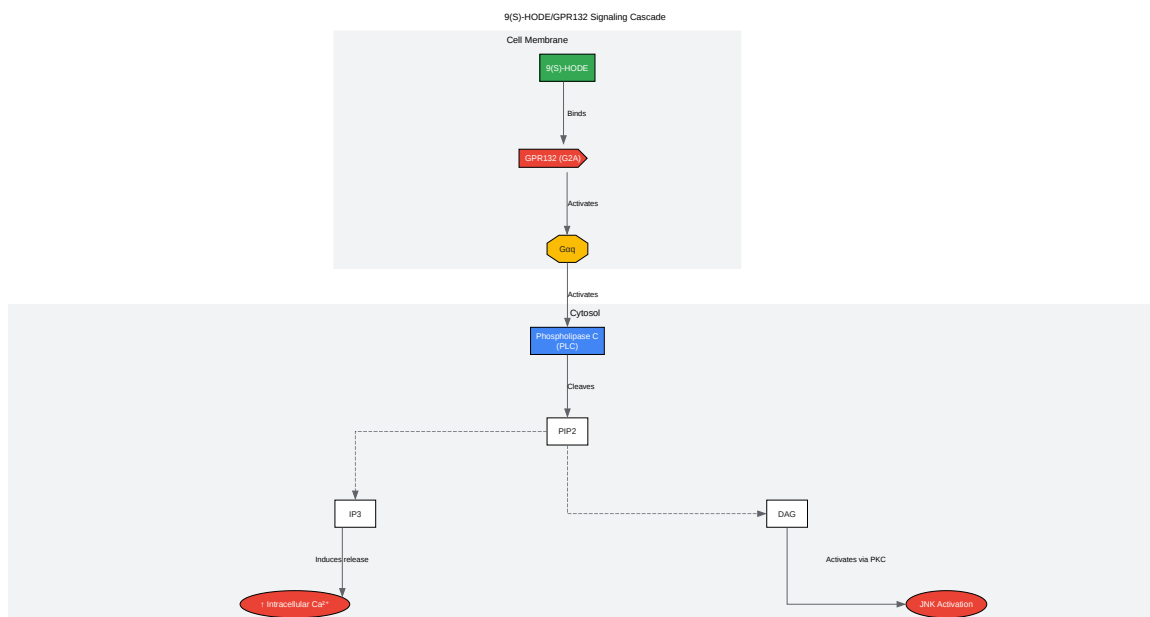 9(S)-HODE/GPR132 Signaling Cascade
Cell Membrane
9(S)-HODE
Binds
GPR132 (G2A)
Activates
Gαq
Activates
Cytosol
Phospholipase C
(PLC)
Cleaves
PIP2
IP3
DAG
Induces release
Activates via PKC
↑ Intracellular Ca²⁺
JNK Activation